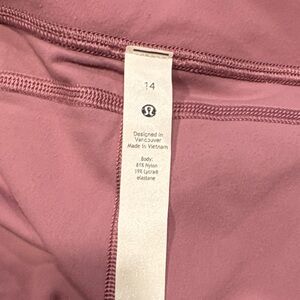 14
Designed in
Vancouver
Made in Vietnam
Body:
81% Nylon
19% Lycra®
elastane